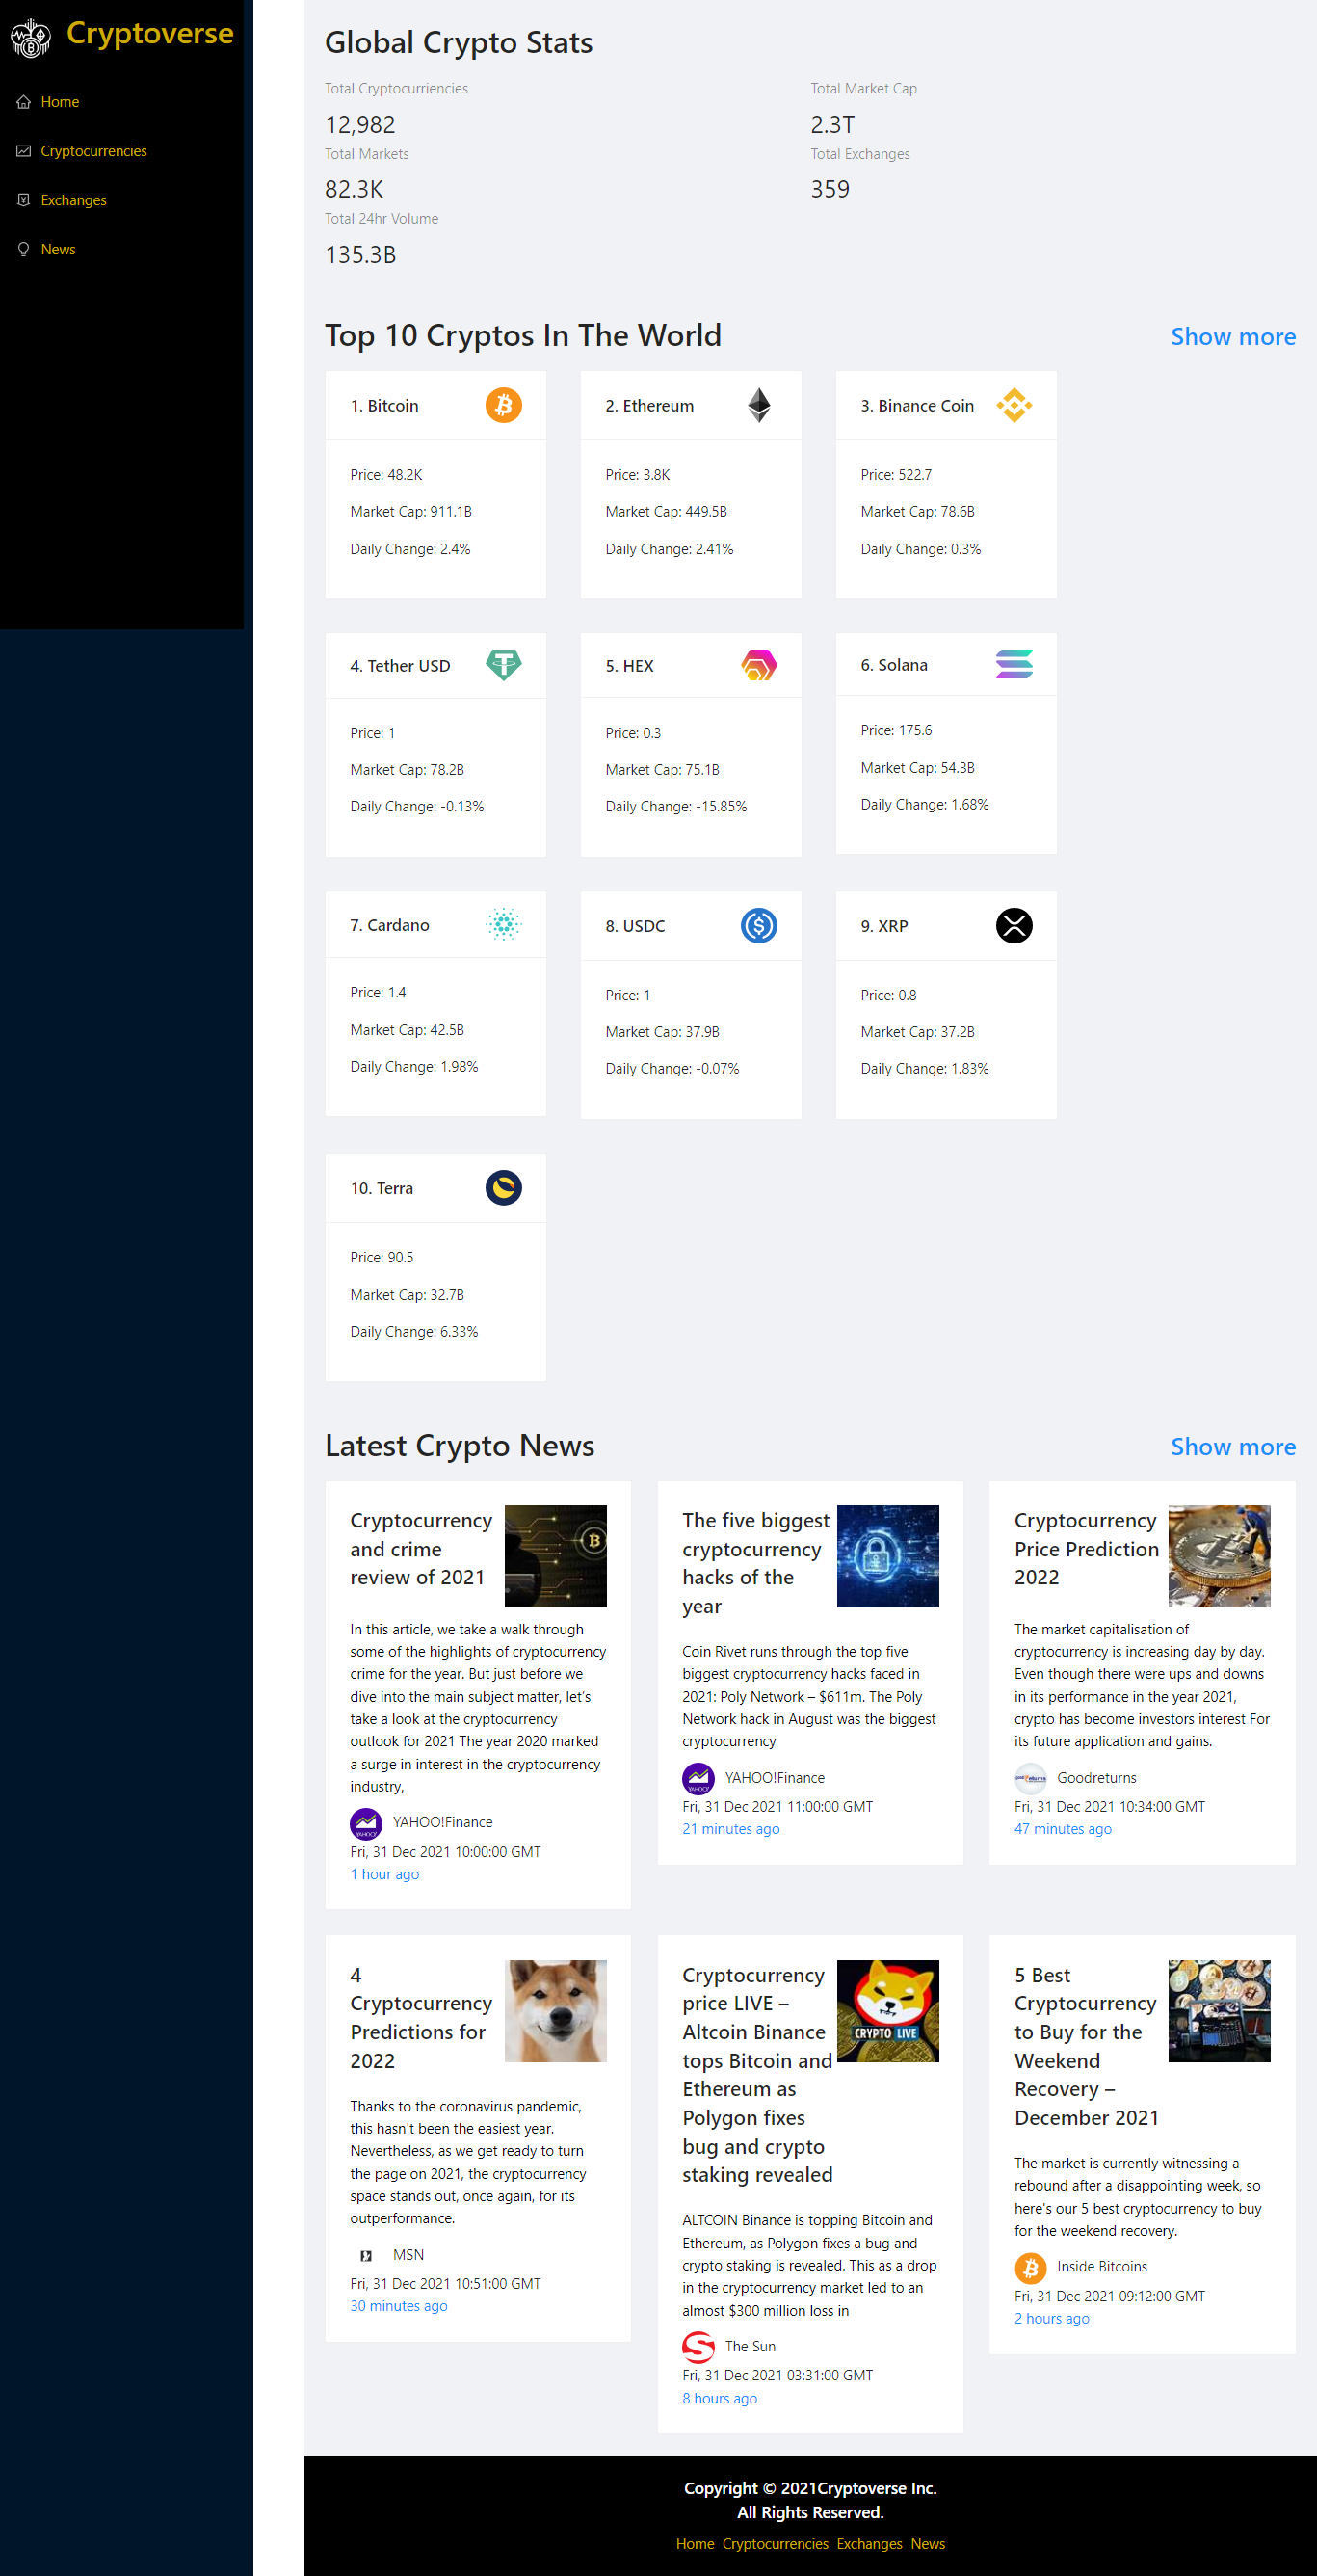 Cryptoverse
Home
Cryptocurrencies
Exchanges
News
Global Crypto Stats
Total Cryptocurriencies
12,982
Total Market Cap
2.3T
Total Markets
82.3K
Total Exchanges
359
Total 24hr Volume
135.3B
Top 10 Cryptos In The World
Show more
1. Bitcoin
Price: 48.2K
Market Cap: 911.1B
Daily Change: 2.4%
2. Ethereum
Price: 3.8K
Market Cap: 449.5B
Daily Change: 2.41%
3. Binance Coin
Price: 522.7
Market Cap: 78.6B
Daily Change: 0.3%
4. Tether USD
Price: 1
Market Cap: 78.2B
Daily Change: -0.13%
5. HEX
Price: 0.3
Market Cap: 75.1B
Daily Change: -15.85%
6. Solana
Price: 175.6
Market Cap: 54.3B
Daily Change: 1.68%
7. Cardano
Price: 1.4
Market Cap: 42.5B
Daily Change: 1.98%
8. USDC
Price: 1
Market Cap: 37.9B
Daily Change: -0.07%
9. XRP
Price: 0.8
Market Cap: 37.2B
Daily Change: 1.83%
10. Terra
Price: 90.5
Market Cap: 32.7B
Daily Change: 6.33%
Latest Crypto News
Show more
Cryptocurrency
and crime
review of 2021
In this article, we take a walk through
some of the highlights of cryptocurrency
crime for the year. But just before we
dive into the main subject matter, let’s
take a look at the cryptocurrency
outlook for 2021 The year 2020 marked
a surge in interest in the cryptocurrency
industry,
YAHOO!
YAHOO!Finance
Fri, 31 Dec 2021 10:00:00 GMT
1 hour ago
The five biggest
cryptocurrency
hacks of the
year
Coin Rivet runs through the top five
biggest cryptocurrency hacks faced in
2021: Poly Network – $611m. The Poly
Network hack in August was the biggest
cryptocurrency
YAHOO!
YAHOO!Finance
Fri, 31 Dec 2021 11:00:00 GMT
21 minutes ago
Cryptocurrency
Price Prediction
2022
The market capitalisation of
cryptocurrency is increasing day by day.
Even though there were ups and downs
in its performance in the year 2021,
crypto has become investors interest For
its future application and gains.
Goodreturns
Fri, 31 Dec 2021 10:34:00 GMT
47 minutes ago
4
Cryptocurrency
Predictions for
2022
Thanks to the coronavirus pandemic,
this hasn't been the easiest year.
Nevertheless, as we get ready to turn
the page on 2021, the cryptocurrency
space stands out, once again, for its
outperformance.
MSN
Fri, 31 Dec 2021 10:51:00 GMT
30 minutes ago
Cryptocurrency
price LIVE –
Altcoin Binance
tops Bitcoin and
Ethereum as
Polygon fixes
bug and crypto
staking revealed
CRYPTO LIVE
ALTCOIN Binance is topping Bitcoin and
Ethereum, as Polygon fixes a bug and
crypto staking is revealed. This as a drop
in the cryptocurrency market led to an
almost $300 million loss in
The Sun
Fri, 31 Dec 2021 03:31:00 GMT
8 hours ago
5 Best
Cryptocurrency
to Buy for the
Weekend
Recovery –
December 2021
The market is currently witnessing a
rebound after a disappointing week, so
here's our 5 best cryptocurrency to buy
for the weekend recovery.
Inside Bitcoins
Fri, 31 Dec 2021 09:12:00 GMT
2 hours ago
Copyright © 2021Cryptoverse Inc.
All Rights Reserved.
Home Cryptocurrencies Exchanges News